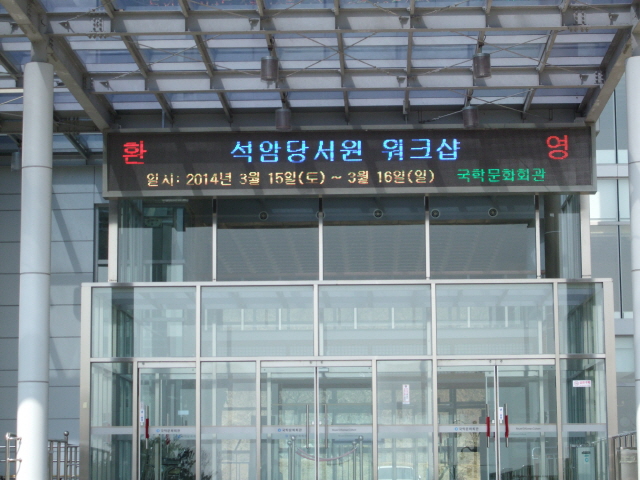 환 석암당서원 워크샵 영
일시: 2014년 3월 15일(토) ~ 3월 16일(일) 국학문화회관